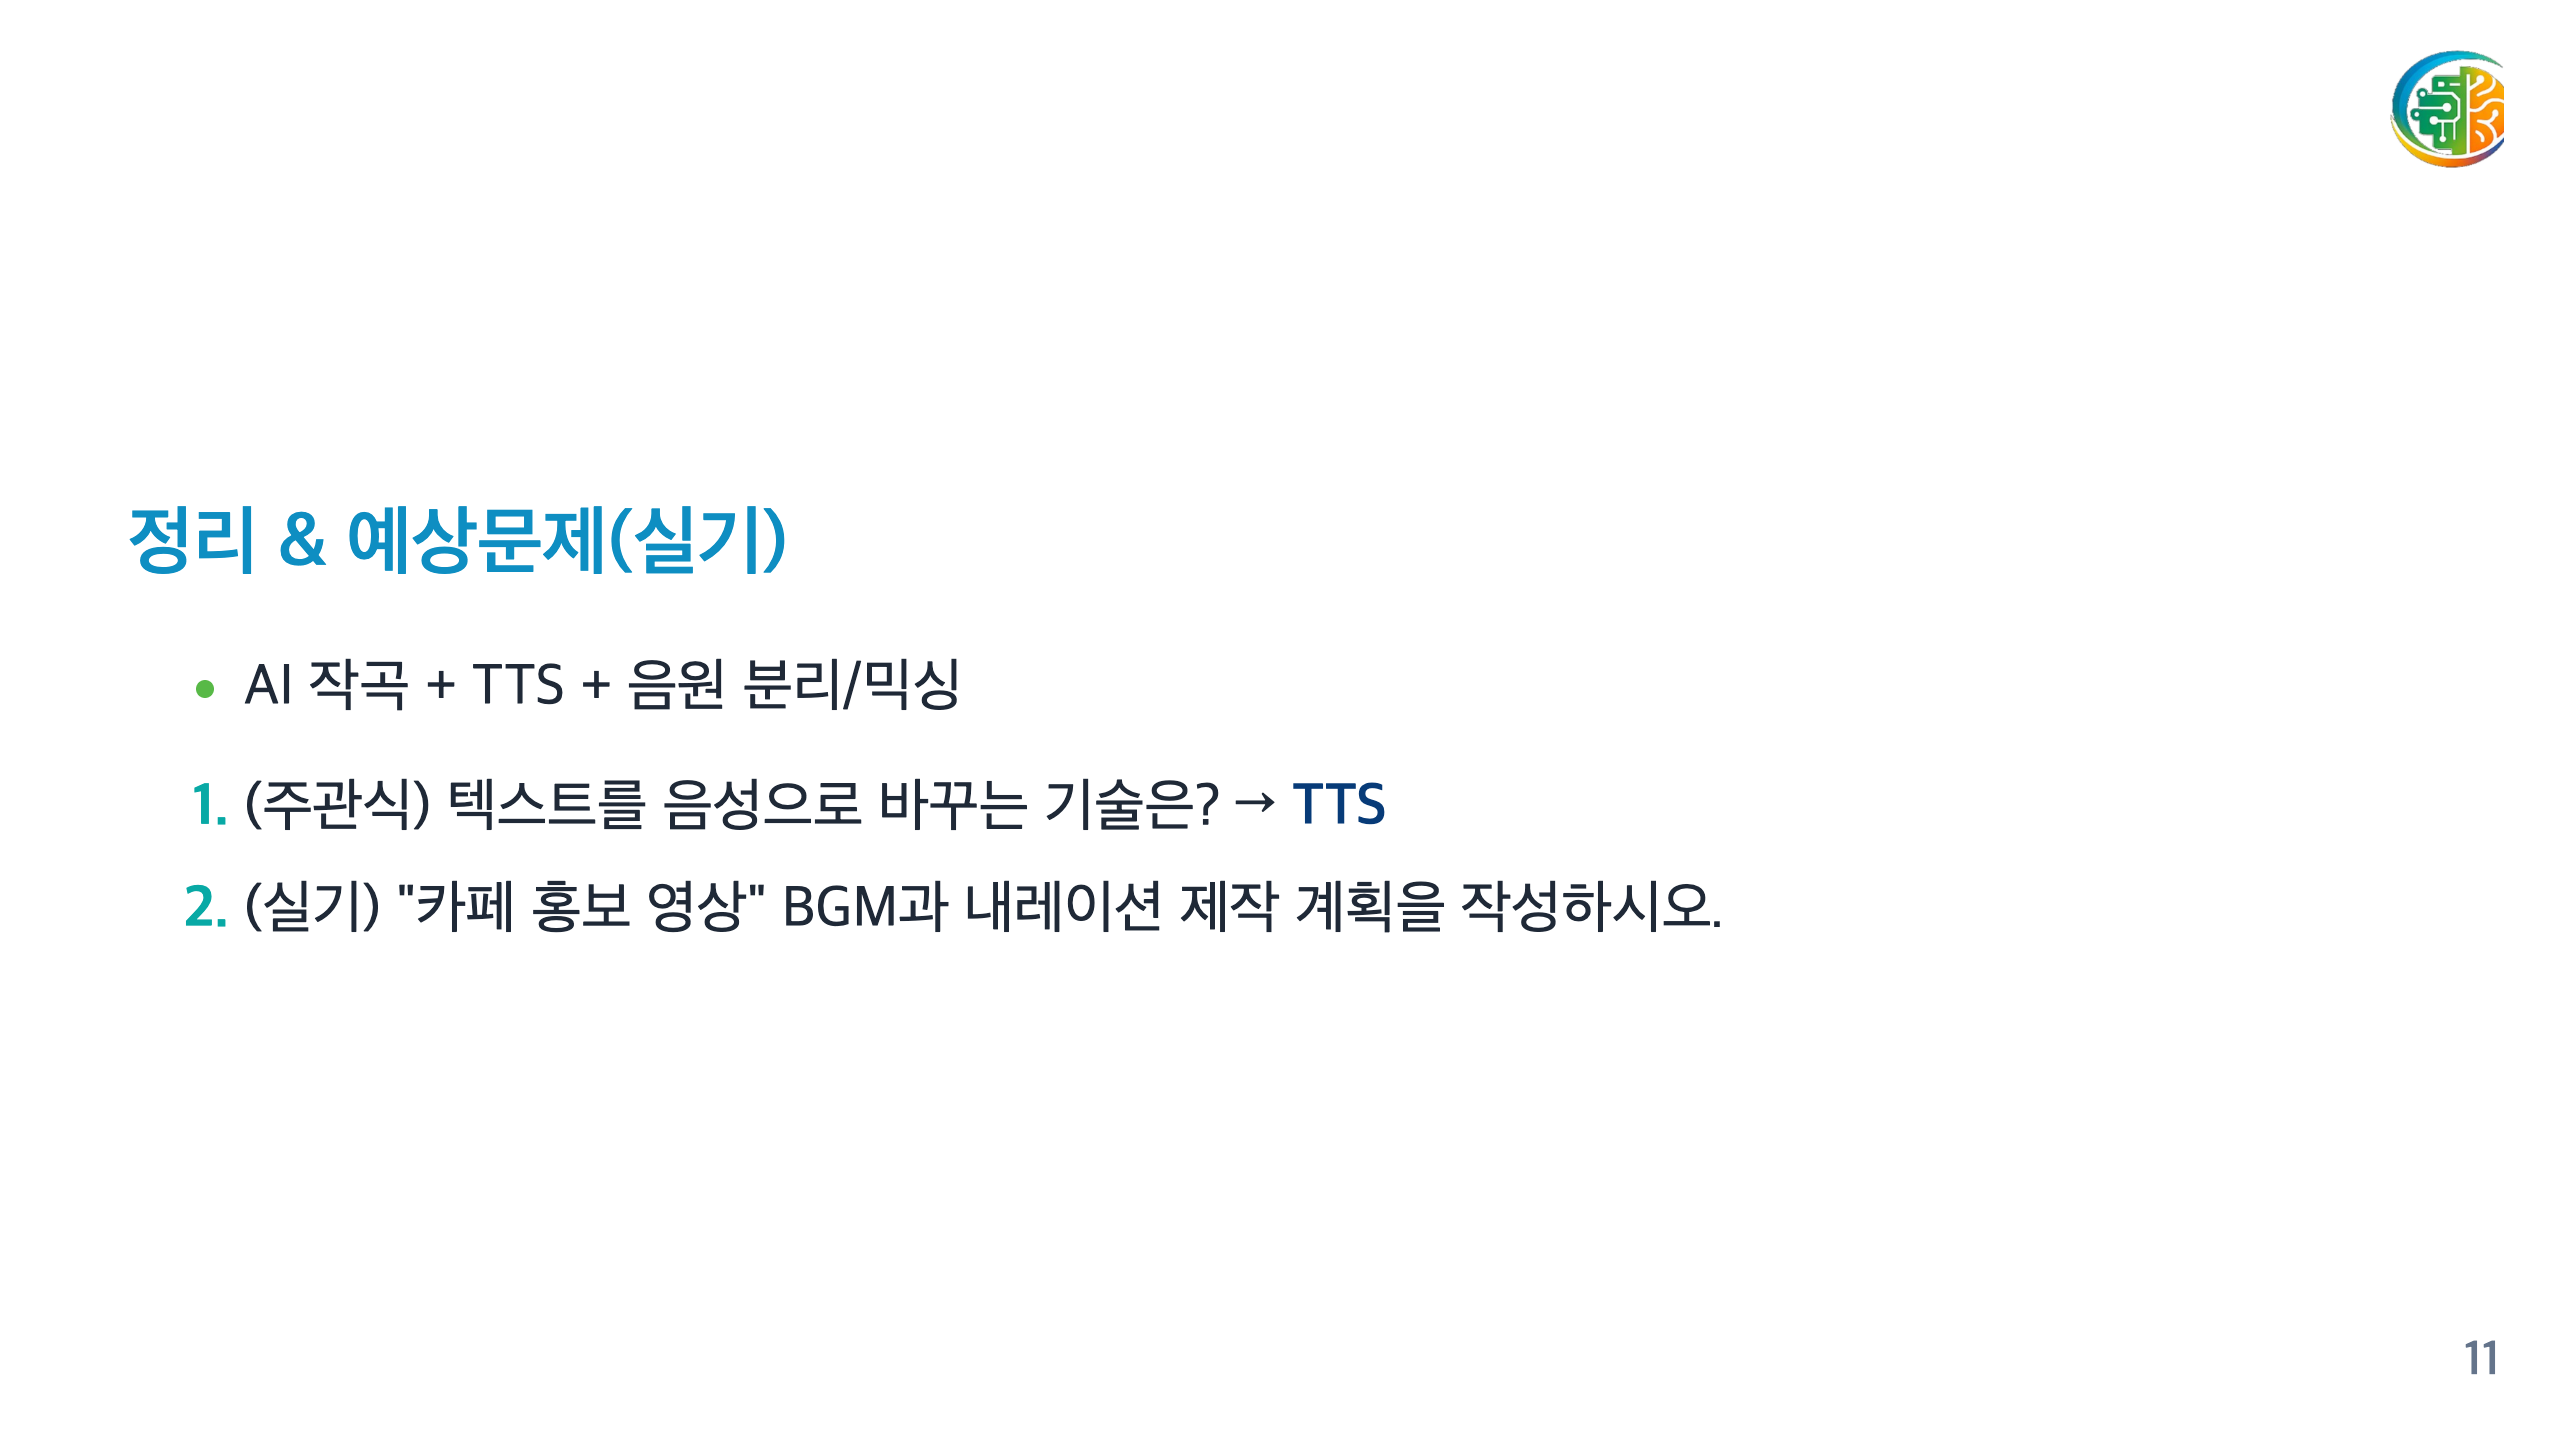 정리 & 예상문제(실기)
• AI 작곡 + TTS + 음원 분리/믹싱
1. (주관식) 텍스트를 음성으로 바꾸는 기술은? → TTS
2. (실기) "카페 홍보 영상" BGM과 내레이션 제작 계획을 작성하시오.
11